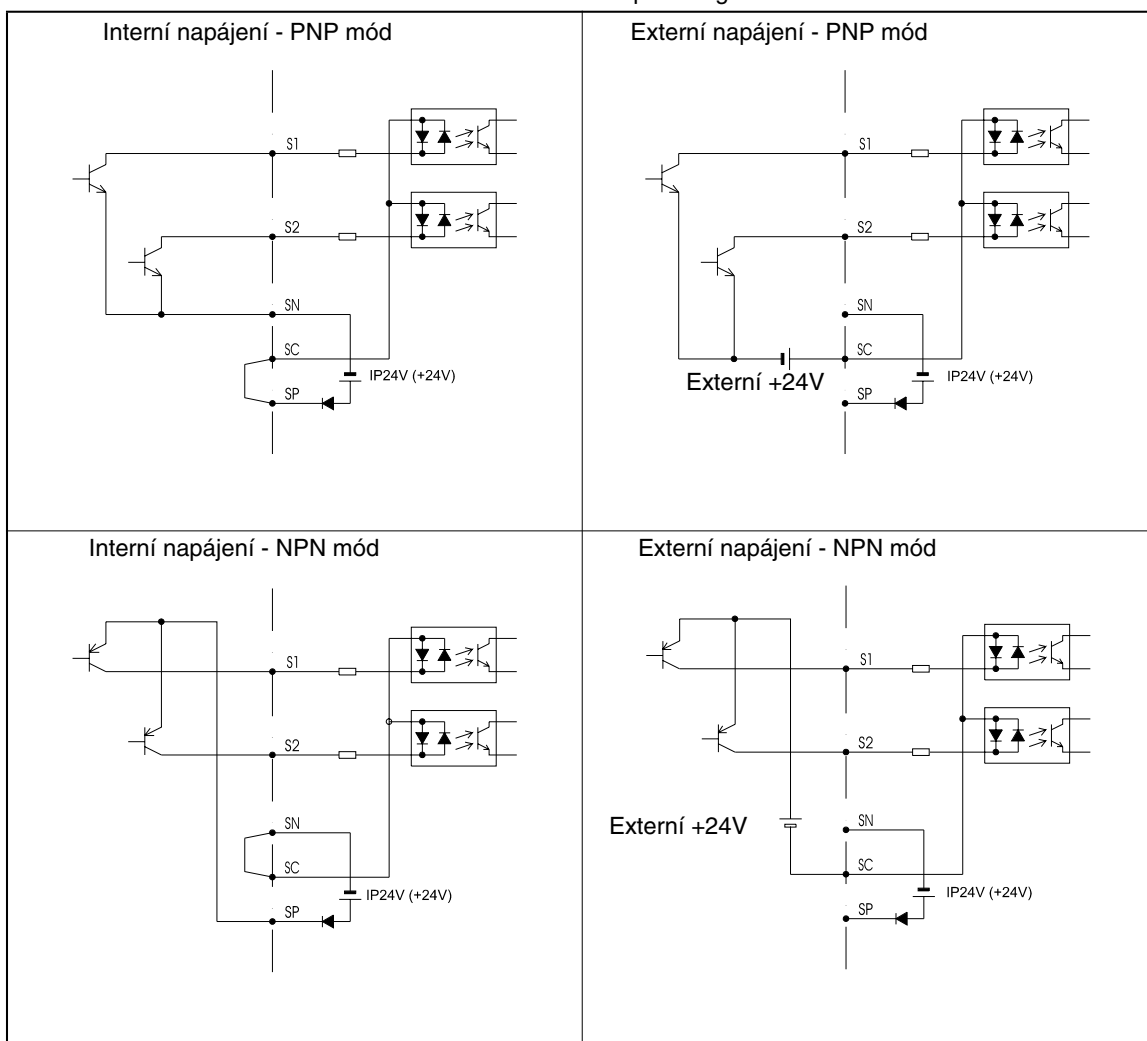 Interní napájení - PNP mód
S1
S2
SN
SC
IP24V (+24V)
SP
Externí napájení - PNP mód
S1
S2
SN
SC
Externí +24V
IP24V (+24V)
SP
Interní napájení - NPN mód
S1
S2
SN
SC
IP24V (+24V)
SP
Externí napájení - NPN mód
S1
S2
Externí +24V
SN
SC
IP24V (+24V)
SP